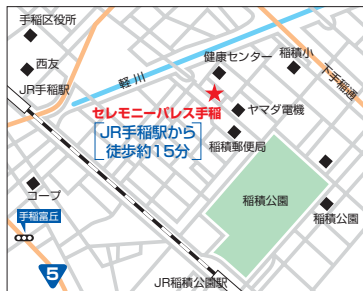 手稲区役所
健康センター
稲積小
西友
軽川
下手稲通
JR手稲駅
セレモニーパレス手稲
ヤマダ電機
JR手稲駅から
徒歩約15分
稲積郵便局
コープ
稲積公園
稲積公園
手稲富丘
5
JR稲積公園駅